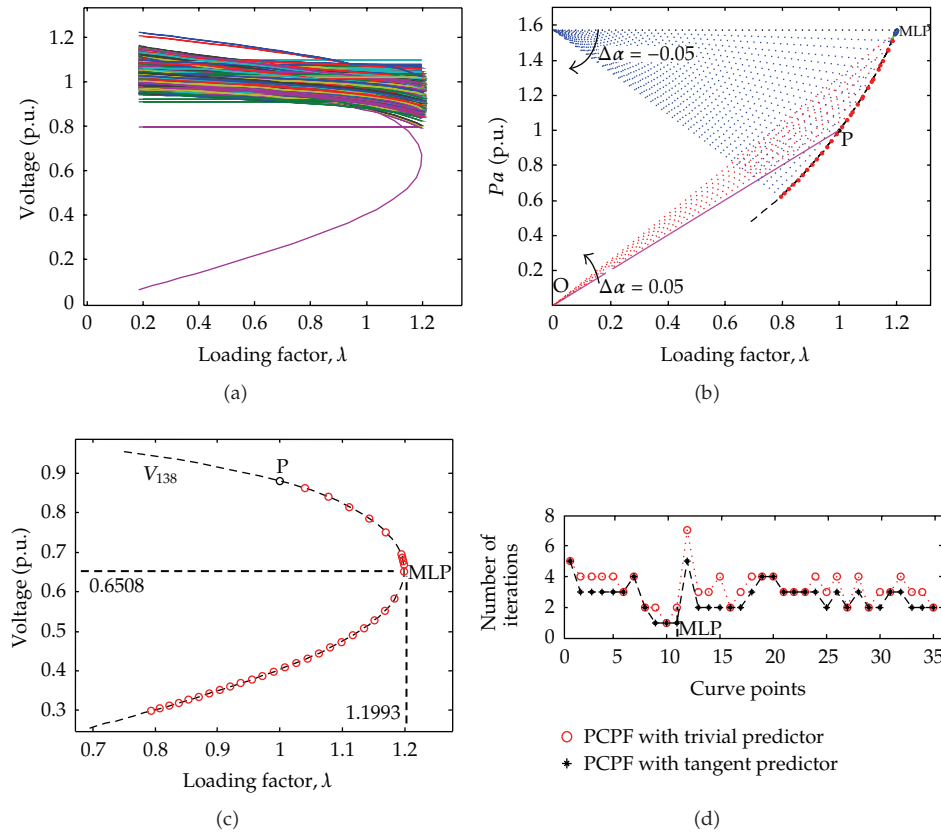 1.2
1
0.8
0.6
0.4
0.2
0
Voltage (p.u.)
0 0.2 0.4 0.6 0.8 1 1.2
Loading factor, λ
(a)
1.6
1.4
1.2
1
0.8
0.6
0.4
0.2
Pa (p.u.)
MLP
Δα = −0.05
P
O
Δα = 0.05
0 0.2 0.4 0.6 0.8 1 1.2
Loading factor, λ
(b)
0.9
0.8
0.7
0.6
0.5
0.4
0.3
Voltage (p.u.)
V138
P
MLP
0.6508
1.1993
0.7 0.8 0.9 1 1.1 1.2
Loading factor, λ
(c)
8
6
4
2
0
Number of
iterations
MLP
0 5 10 15 20 25 30 35
Curve points
PCPF with trivial predictor
PCPF with tangent predictor
(d)